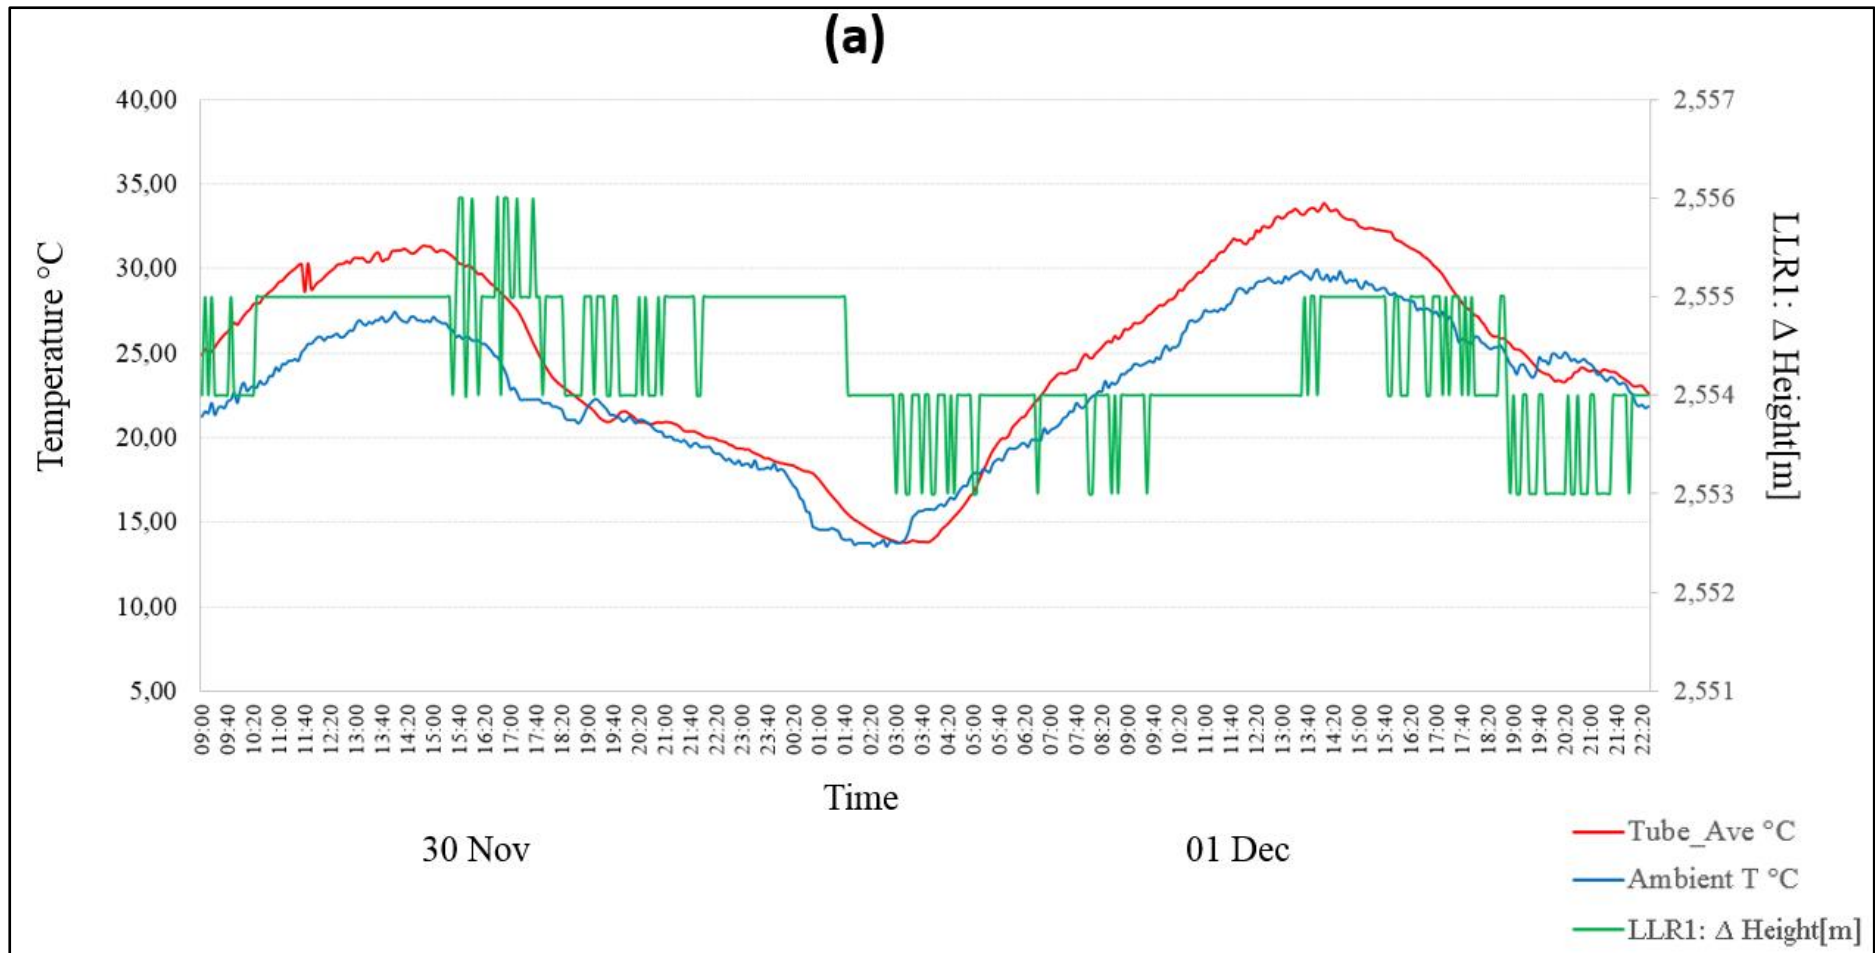 (a)
40,00
35,00
30,00
25,00
20,00
15,00
10,00
5,00
Temperature °C
2,557
2,556
2,555
2,554
2,553
2,552
2,551
LLR1: Δ Height[m]
09:00 09:40 10:20 11:00 11:40 12:20 13:00 13:40 14:20 15:00 15:40 16:20 17:00 17:40 18:20 19:00 19:40 20:20 21:00 21:40 22:20 23:00 23:40 00:20 01:00 01:40 02:20 03:00 03:40 04:20 05:00 05:40 06:20 07:00 07:40 08:20 09:00 09:40 10:20 11:00 11:40 12:20 13:00 13:40 14:20 15:00 15:40 16:20 17:00 17:40 18:20 19:00 19:40 20:20 21:00 21:40 22:20
Time
30 Nov 01 Dec
Tube_Ave °C
Ambient T °C
LLR1: Δ Height[m]